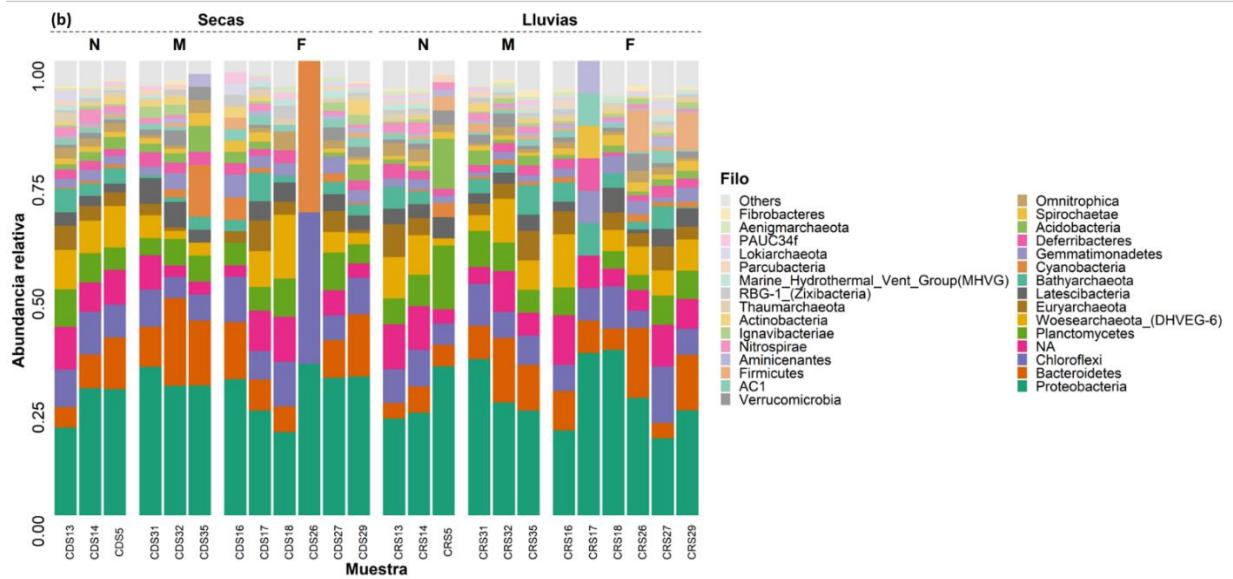 (b)
Secas
Lluvias
N
M
F
N
M
F
Abundancia relativa
1.00
0.75
0.50
0.25
0.00
CDS13
CDS14
CDS5
CDS31
CDS32
CDS35
CDS16
CDS17
CDS18
CDS26
CDS27
CDS29
CRS13
CRS14
CRS5
CRS31
CRS32
CRS35
CRS16
CRS17
CRS18
CRS26
CRS27
CRS29
Muestra
Filo
Others
Fibrobacteres
Aenigmarchaeota
PAUC34f
Lokiarchaeota
Parcubacteria
Marine_Hydrothermal_Vent_Group(MHVG)
RBG-1_(Zixibacteria)
Thaumarchaeota
Actinobacteria
Ignavibacteriae
Nitrospirae
Aminicenantes
Firmicutes
AC1
Verrucomicrobia
Omnitrophica
Spirochaetae
Acidobacteria
Deferribacteres
Gemmatimonadetes
Cyanobacteria
Bathyarchaeota
Latescibacteria
Euryarchaeota
Woesearchaeota_(DHVEG-6)
Planctomycetes
NA
Chloroflexi
Bacteroidetes
Proteobacteria